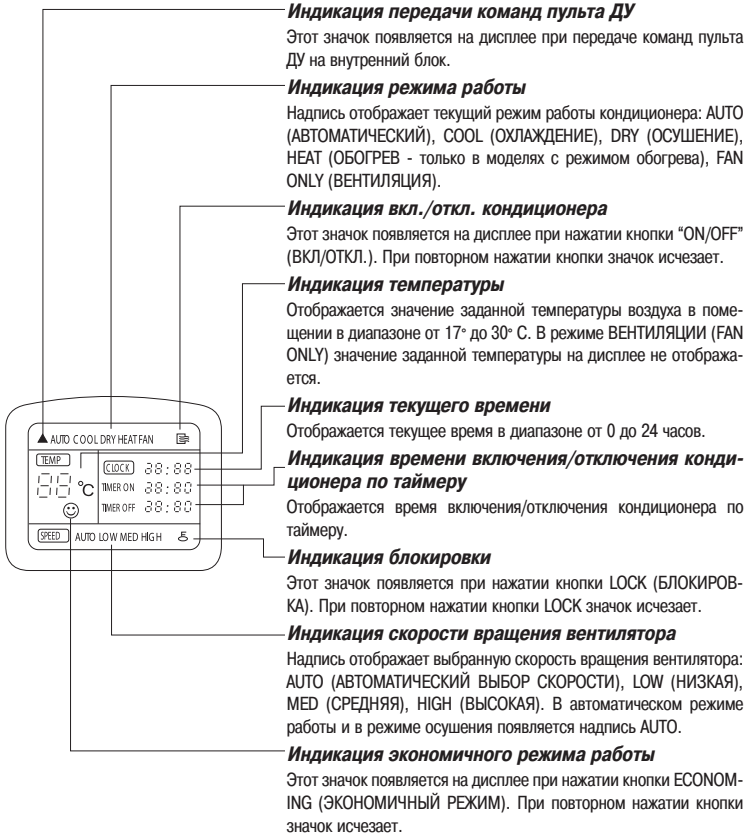 Индикация передачи команд пульта ДУ
Этот значок появляется на дисплее при передаче команд пульта
ДУ на внутренний блок.
Индикация режима работы
Надпись отображает текущий режим работы кондиционера: AUTO
(АВТОМАТИЧЕСКИЙ), COOL (ОХЛАЖДЕНИЕ), DRY (ОСУШЕНИЕ),
HEAT (ОБОГРЕВ - только в моделях с режимом обогрева), FAN
ONLY (ВЕНТИЛЯЦИЯ).
Индикация вкл./откл. кондиционера
Этот значок появляется на дисплее при нажатии кнопки “ON/OFF”
(ВКЛ/ОТКЛ.). При повторном нажатии кнопки значок исчезает.
Индикация температуры
Отображается значение заданной температуры воздуха в поме-
щении в диапазоне от 17° до 30° С. В режиме ВЕНТИЛЯЦИИ (FAN
ONLY) значение заданной температуры на дисплее не отобража-
ется.
Индикация текущего времени
Отображается текущее время в диапазоне от 0 до 24 часов.
Индикация времени включения/отключения конди-
ционера по таймеру
Отображается время включения/отключения кондиционера по
таймеру.
Индикация блокировки
Этот значок появляется при нажатии кнопки LOCK (БЛОКИРОВ-
КА). При повторном нажатии кнопки LOCK значок исчезает.
Индикация скорости вращения вентилятора
Надпись отображает выбранную скорость вращения вентилятора:
AUTO (АВТОМАТИЧЕСКИЙ ВЫБОР СКОРОСТИ), LOW (НИЗКАЯ),
MED (СРЕДНЯЯ), HIGH (ВЫСОКАЯ). В автоматическом режиме
работы и в режиме осушения появляется надпись AUTO.
Индикация экономичного режима работы
Этот значок появляется на дисплее при нажатии кнопки ECONOM-
ING (ЭКОНОМИЧНЫЙ РЕЖИМ). При повторном нажатии кнопки
значок исчезает.
AUTO COOL DRY HEAT FAN
TEMP
88 °C
CLOCK 88:88
TIMER ON 88:80
TIMER OFF 88:80
SPEED AUTO LOW MED HIGH